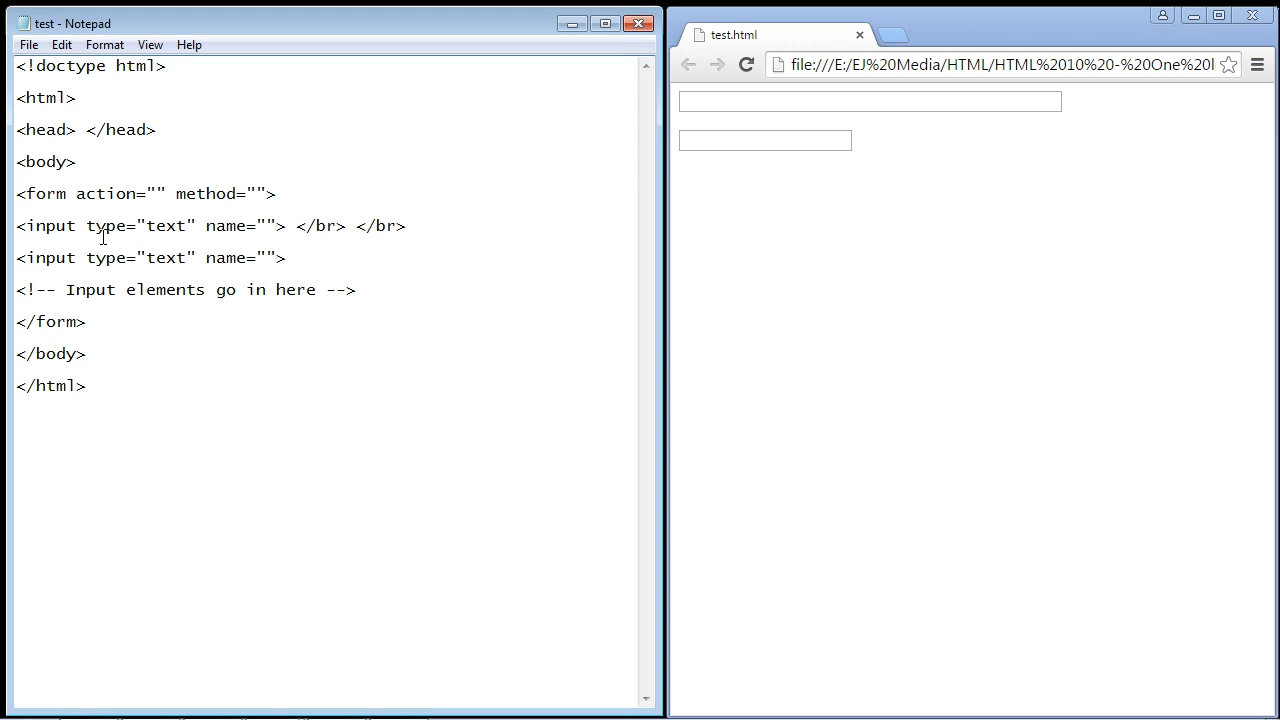 test - Notepad
File Edit Format View Help
<!doctype html>
<html>
<head> </head>
<body>
<form action="" method="">
<input type="text" name=""> </br> </br>
<input type="text" name="">
<!-- Input elements go in here -->
</form>
</body>
</html>
test.html
file:///E:/EJ%20Media/HTML/HTML%2010%20-%20One%20l